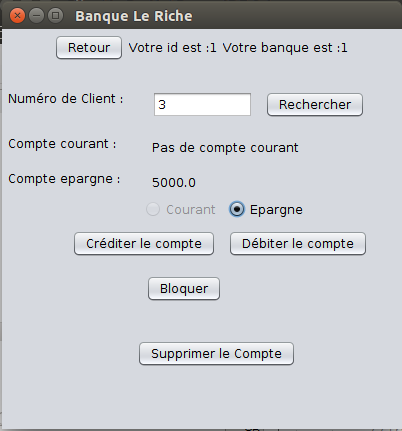 Banque Le Riche
Retour Votre id est :1 Votre banque est :1
Numéro de Client : 3 Rechercher
Compte courant : Pas de compte courant
Compte epargne : 5000.0
Courant Epargne
Créditer le compte Débiter le compte
Bloquer
Supprimer le Compte